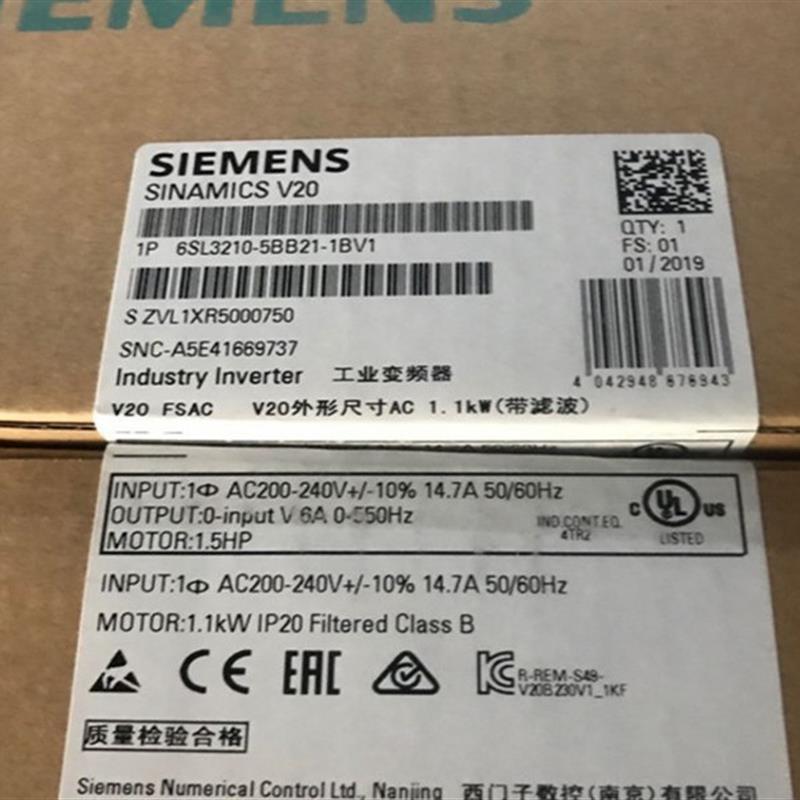 SIEMENS
SIEMENS
SINAMICS V20
1P 6SL3210-5BB21-1BV1
QTY: 1
FS: 01
01/2019
S ZVL1XR5000750
SNC-A5E41669737
Industry Inverter 工业变频器
4 042948 676943
V20 FSAC V20外形尺寸AC 1.1kW(带滤波)
INPUT:1Φ AC200-240V+/-10% 14.7A 50/60Hz
OUTPUT:0-input V 6A 0-550Hz
MOTOR:1.5HP
IND.CONT.EQ.
4TR2
C UL US
LISTED
INPUT:1Φ AC200-240V+/-10% 14.7A 50/60Hz
MOTOR:1.1kW IP20 Filtered Class B
CE EAC
R-REM-S49-
V20B230V1_1KF
质量检验合格
Siemens Numerical Control Ltd., Nanjing 西门子数控(南京)有限公司